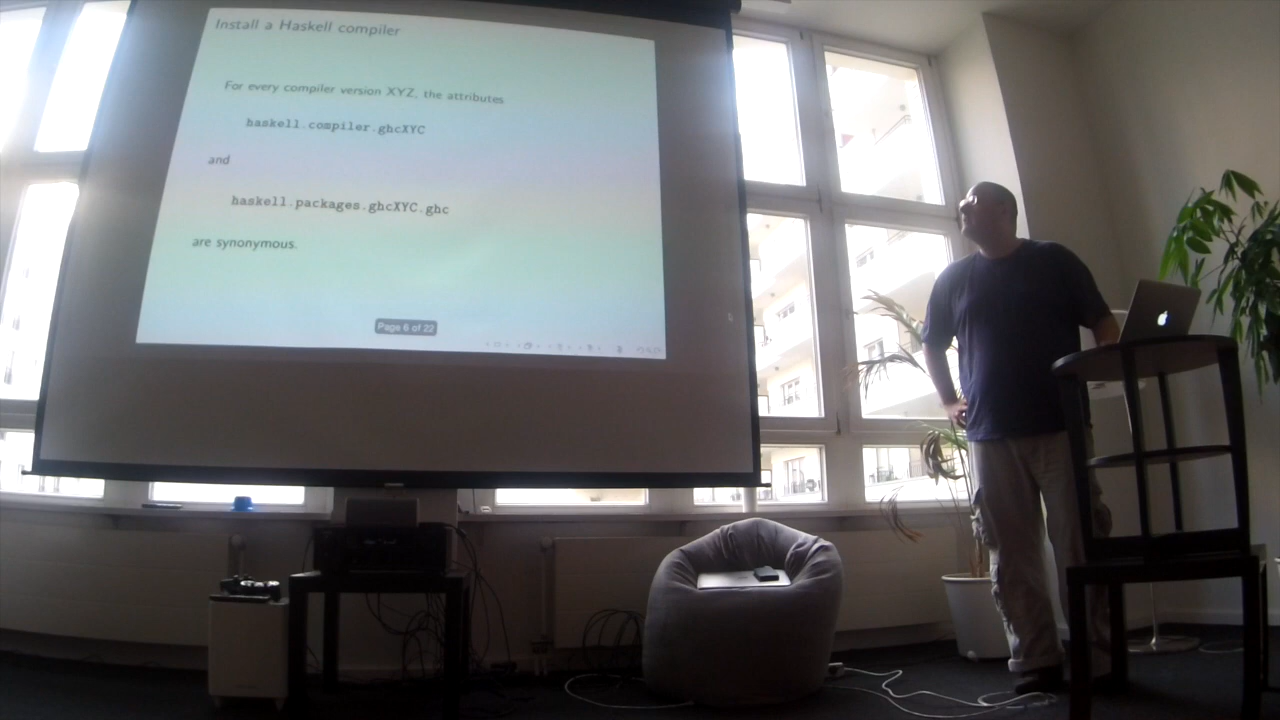 Install a Haskell compiler
For every compiler version XYZ, the attributes
haskell.compiler.ghcXYC
and
haskell.packages.ghcXYC.ghc
are synonymous.
Page 6 of 22